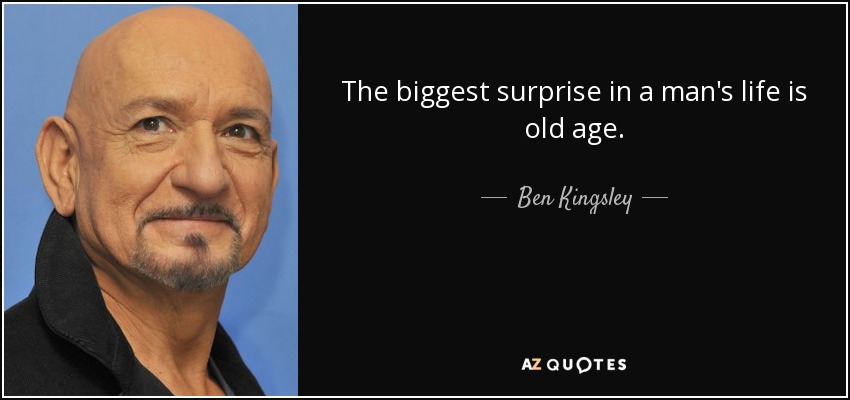 The biggest surprise in a man's life is
old age.
— Ben Kingsley —
AZ QUOTES